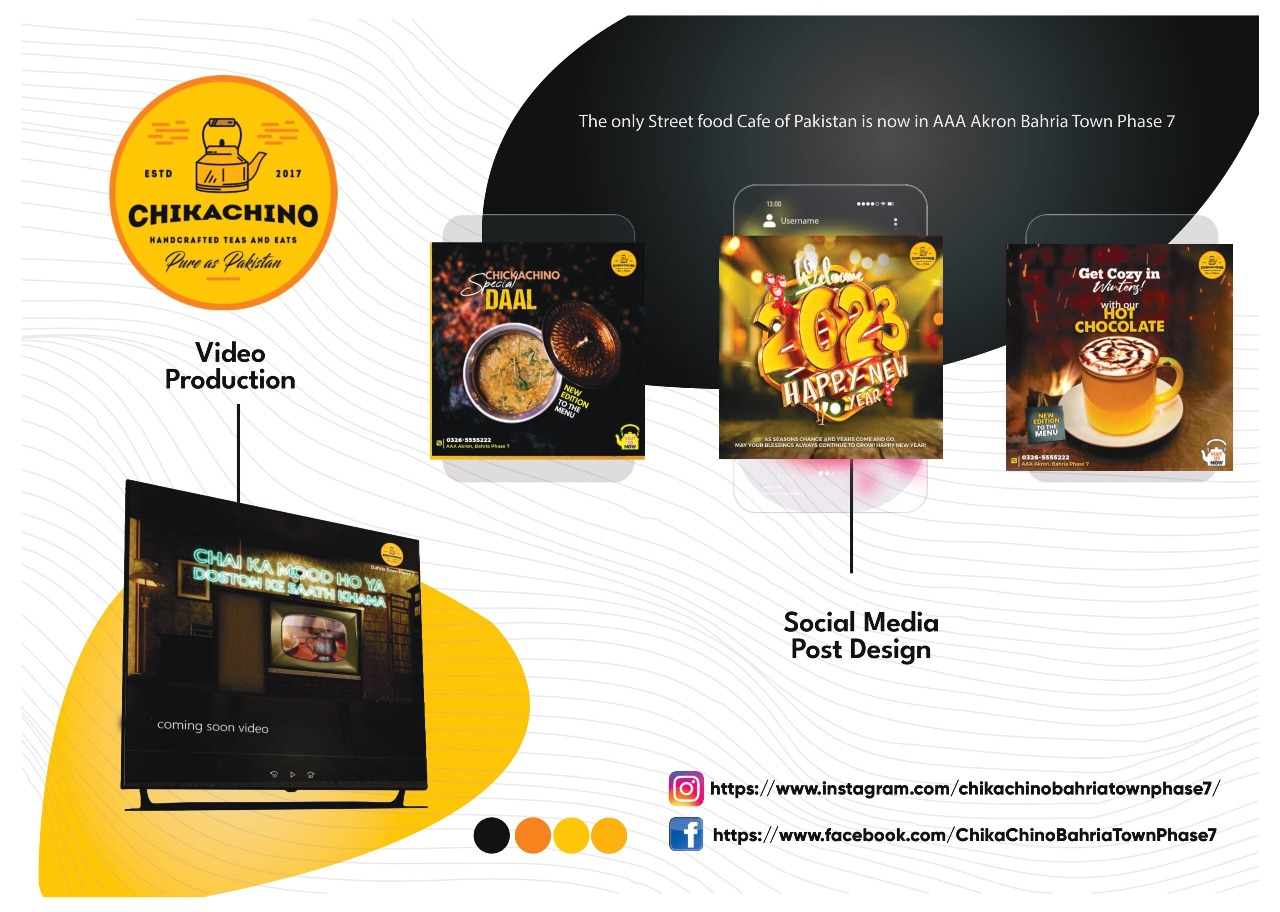 The only Street food Cafe of Pakistan is now in AAA Akron Bahria Town Phase 7
ESTD 2017
CHIKACHINO
HANDCRAFTED TEAS AND EATS
Pure as Pakistan
Video
Production
CHICKACHINO
Special
DAAL
NEW
EDITION
TO THE
MENU
0326-5555222
AAA Akron, Bahria Phase 7
13:00
Username
Welcome
2023
HAPPY NEW
YEAR
AS SEASONS CHANGE AND YEARS COME AND GO,
MAY YOUR BLESSINGS ALWAYS CONTINUE TO GROW! HAPPY NEW YEAR!
Get Cozy in
Winters!
with our
HOT
CHOCOLATE
NEW
EDITION
TO THE
MENU
0326-5555222
AAA Akron, Bahria Phase 7
CHAI KA MOOD HO YA
DOSTON KE SAATH KHANA
coming soon video
Social Media
Post Design
https://www.instagram.com/chikachinobahriatownphase7/
https://www.facebook.com/ChikaChinoBahriaTownPhase7